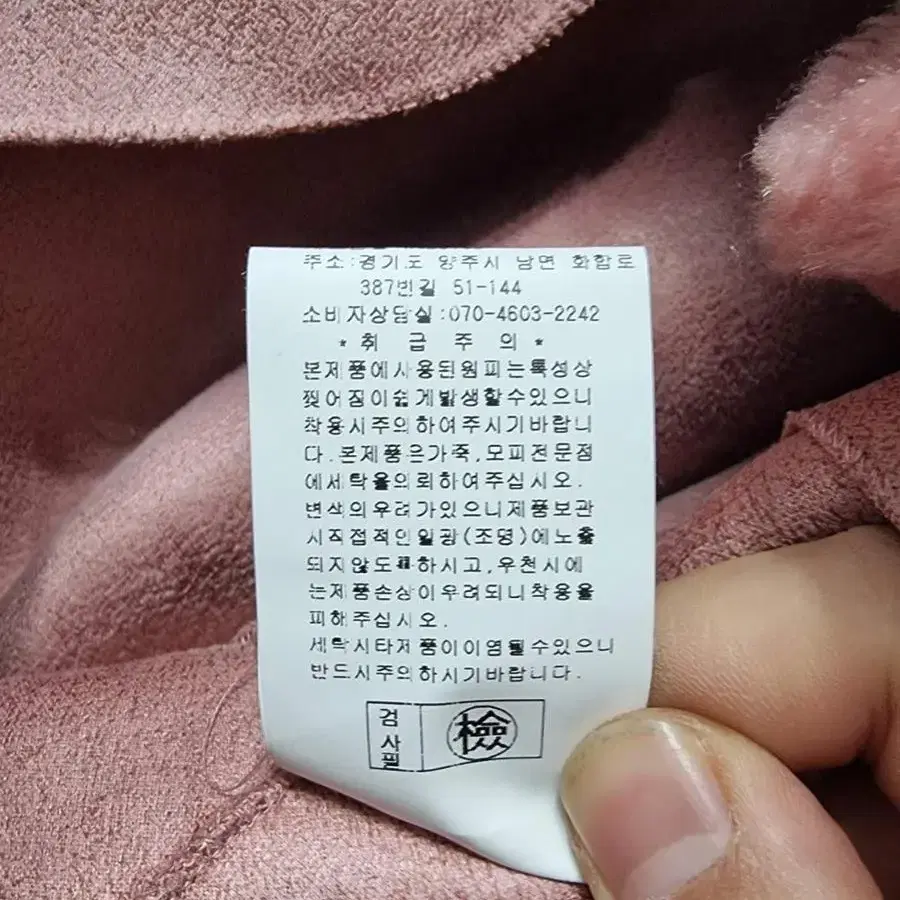 주소:경기도 양주시 남면 화합로
387번길 51-144
소비자상담실:070-4603-2242
*취 급 주 의*
본제품에사용된원피는특성상
찢어짐이쉽게발생할수있으니
착용시주의하여주시기바랍니
다.본제품은가죽,모피전문점
에세탁을의뢰하여주십시오.
변색의우려가있으니제품보관
시직접적인일광(조명)에노출
되지않도록하시고,우천시에
는제품손상이우려되니착용을
피해주십시오.
세탁시타제품이이염될수있으니
반드시주의하시기바랍니다.
검사필 檢